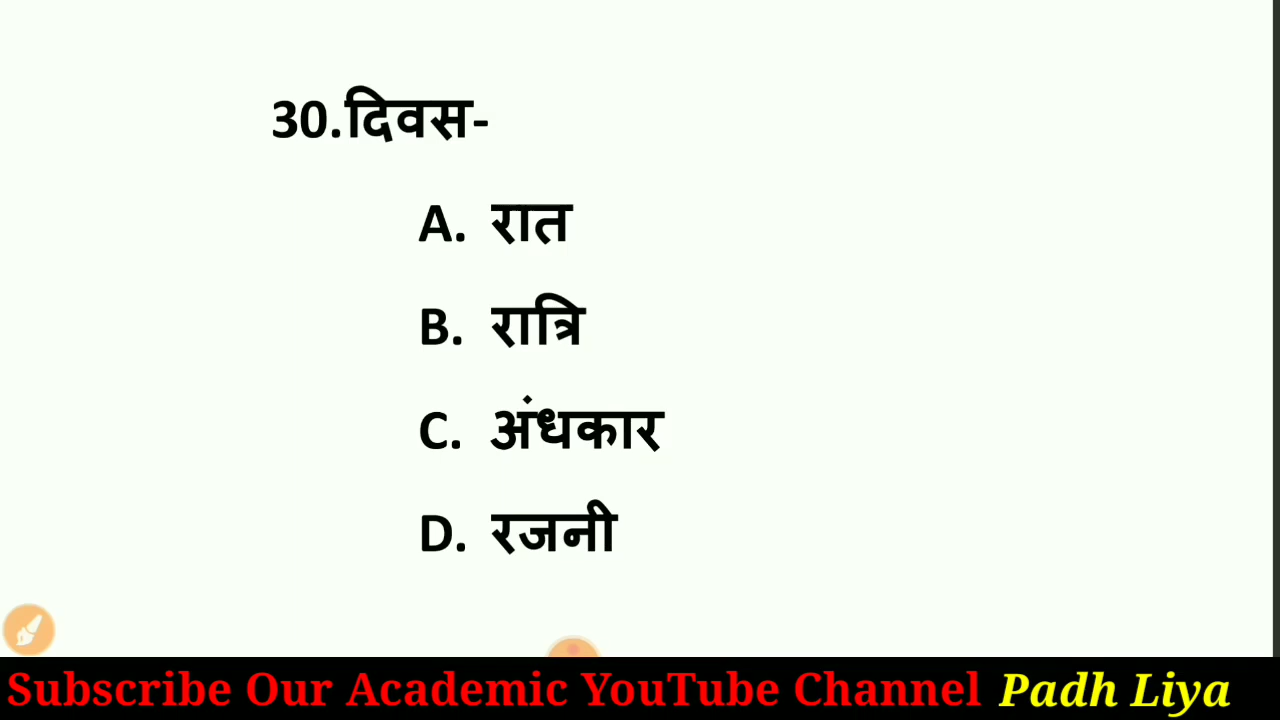 30.दिवस-
A. रात
B. रात्रि
C. अंधकार
D. रजनी
Subscribe Our Academic YouTube Channel Padh Liya